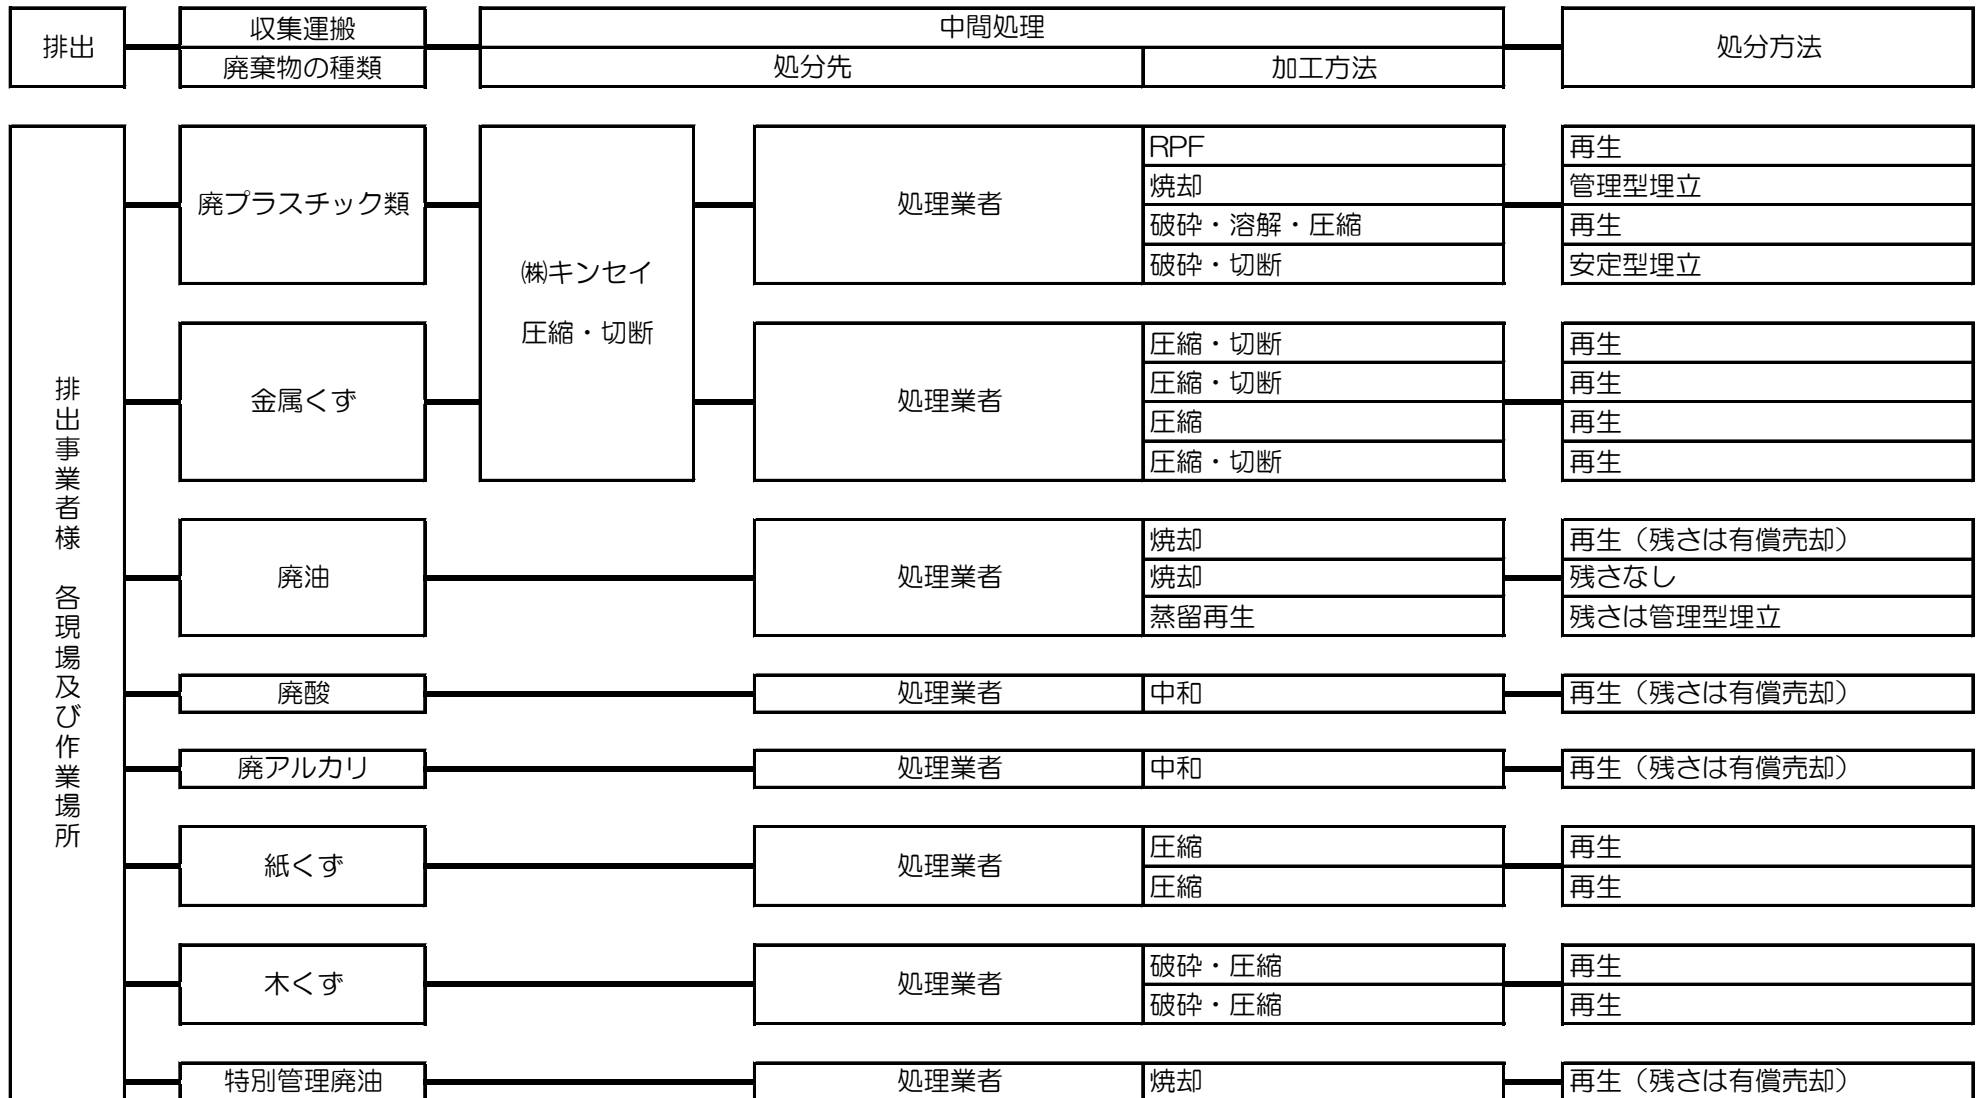 排出
収集運搬
廃棄物の種類
中間処理
処分先
加工方法
処分方法
排出事業者様 各現場及び作業場所
廃プラスチック類
㈱キンセイ
圧縮・切断
処理業者
RPF
焼却
破砕・溶解・圧縮
破砕・切断
再生
管理型埋立
再生
安定型埋立
金属くず
処理業者
圧縮・切断
圧縮・切断
圧縮
圧縮・切断
再生
再生
再生
再生
廃油
処理業者
焼却
焼却
蒸留再生
再生（残さは有償売却）
残さなし
残さは管理型埋立
廃酸
処理業者
中和
再生（残さは有償売却）
廃アルカリ
処理業者
中和
再生（残さは有償売却）
紙くず
処理業者
圧縮
圧縮
再生
再生
木くず
処理業者
破砕・圧縮
破砕・圧縮
再生
再生
特別管理廃油
処理業者
焼却
再生（残さは有償売却）